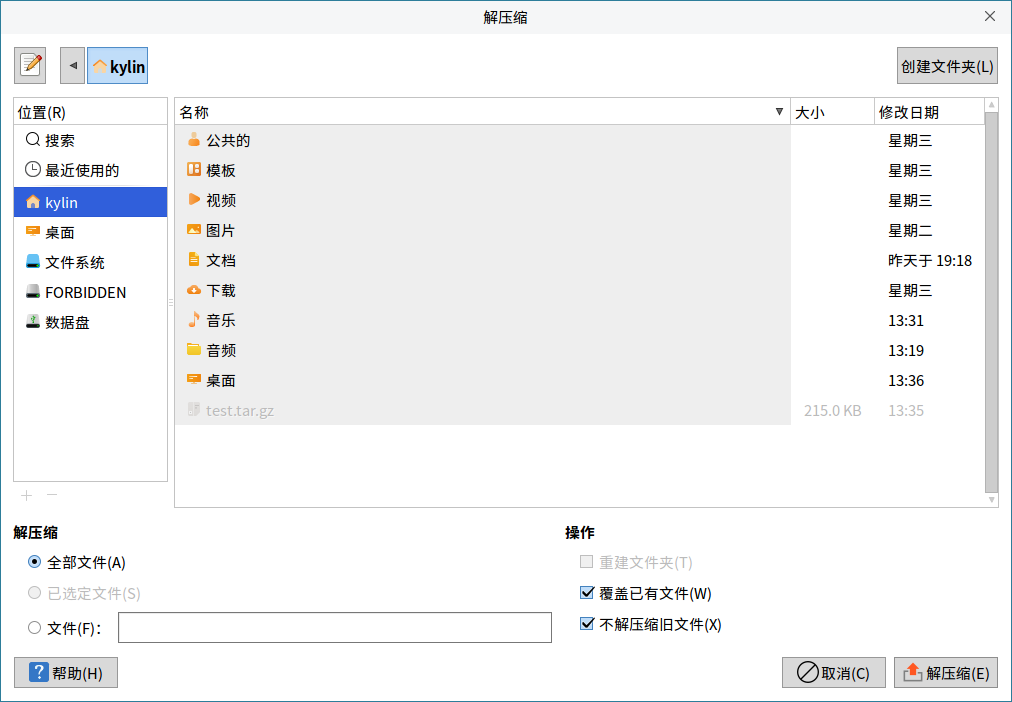 解压缩
kylin
创建文件夹(L)
位置(R)
搜索
最近使用的
kylin
桌面
文件系统
FORBIDDEN
数据盘
名称 大小 修改日期
公共的 星期三
模板 星期三
视频 星期三
图片 星期二
文档 昨天于 19:18
下载 星期三
音乐 13:31
音频 13:19
桌面 13:36
test.tar.gz 215.0 KB 13:35
解压缩
全部文件(A)
已选定文件(S)
文件(F)：
操作
重建文件夹(T)
覆盖已有文件(W)
不解压缩旧文件(X)
帮助(H)
取消(C)
解压缩(E)